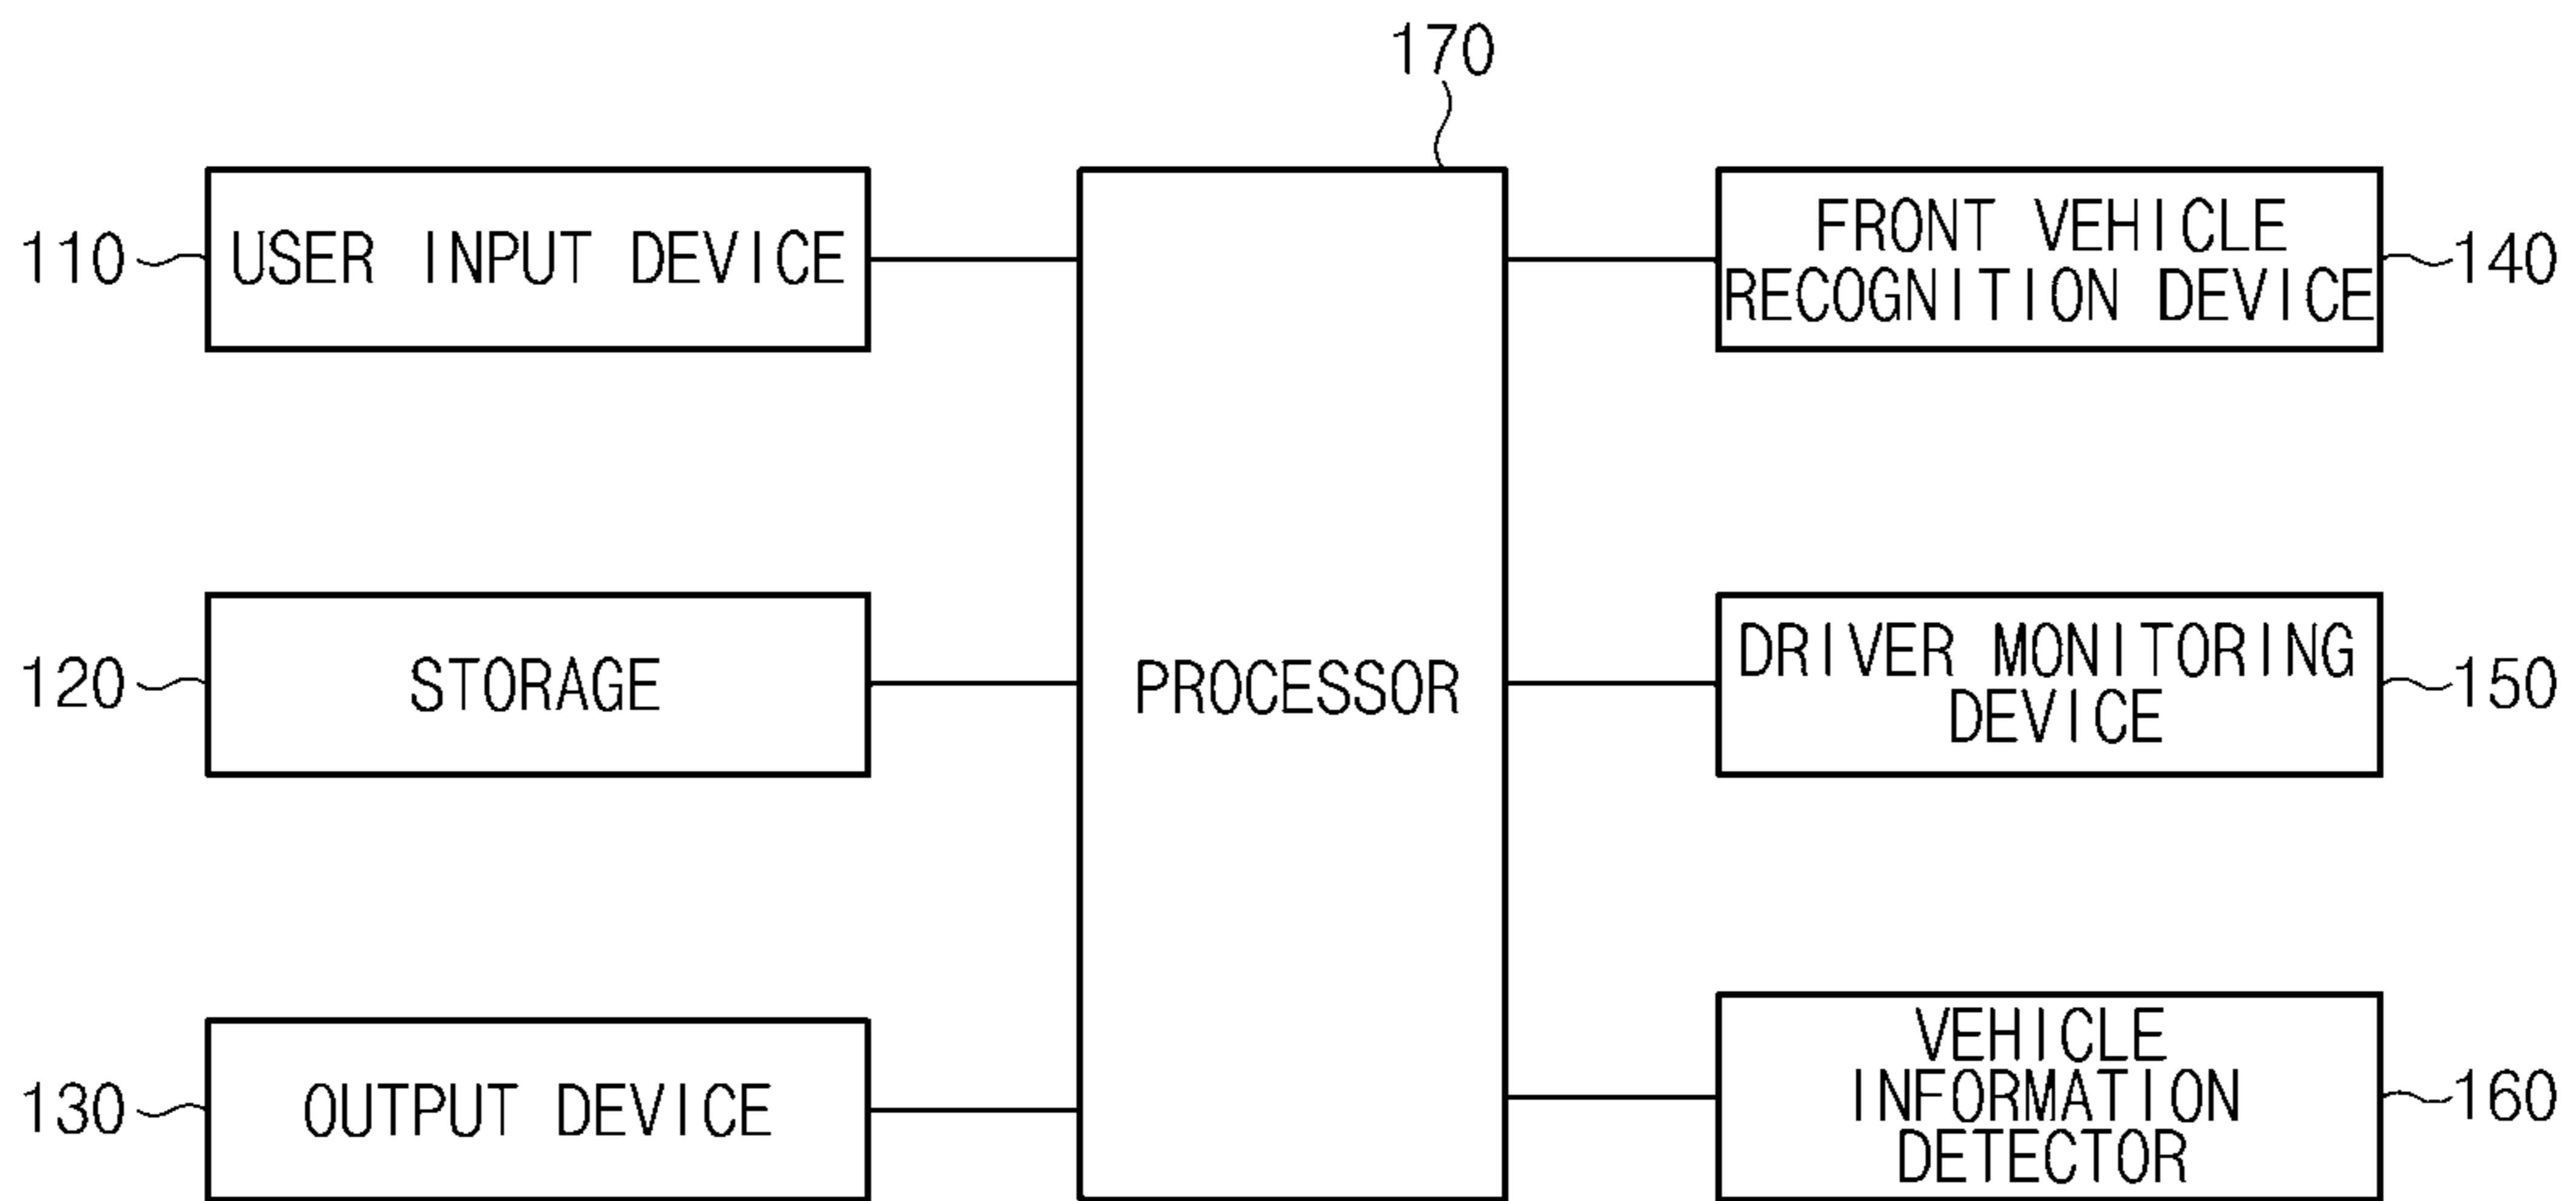 170
110
USER INPUT DEVICE
FRONT VEHICLE
RECOGNITION DEVICE
140
120
STORAGE
PROCESSOR
DRIVER MONITORING
DEVICE
150
130
OUTPUT DEVICE
VEHICLE
INFORMATION
DETECTOR
160